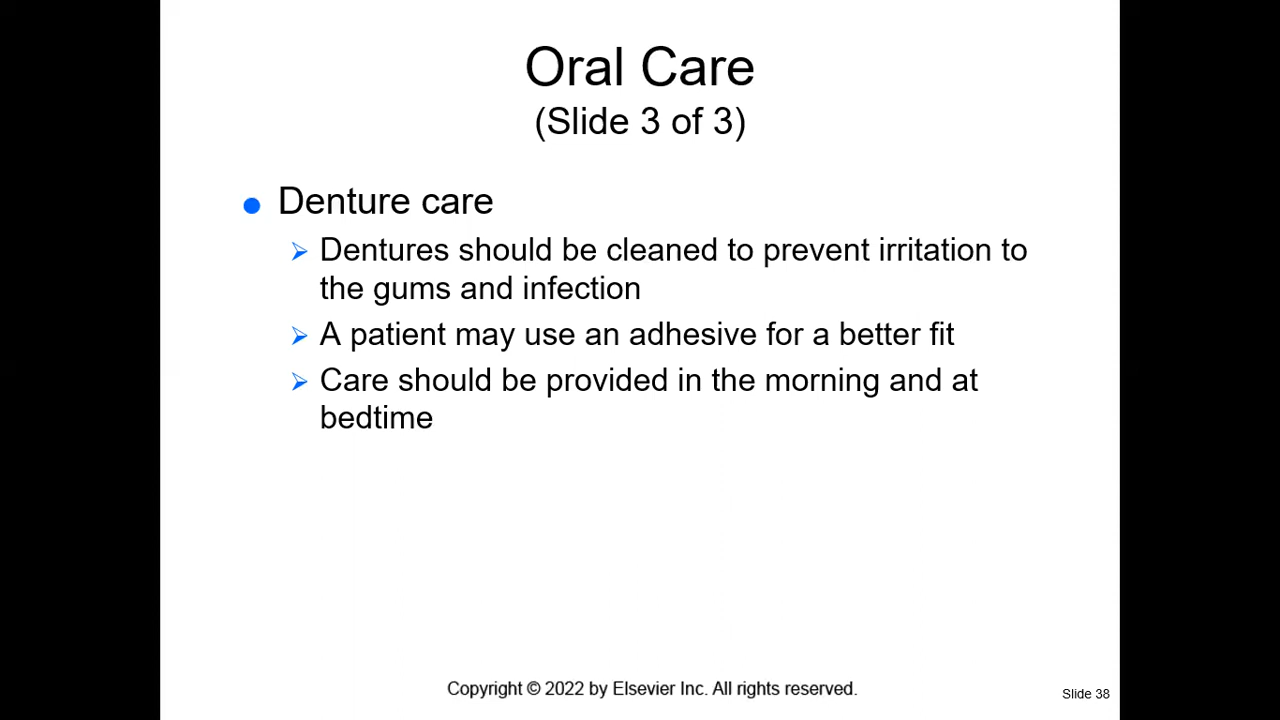 Oral Care
(Slide 3 of 3)
Denture care
Dentures should be cleaned to prevent irritation to
the gums and infection
A patient may use an adhesive for a better fit
Care should be provided in the morning and at
bedtime
Copyright © 2022 by Elsevier Inc. All rights reserved.
Slide 38